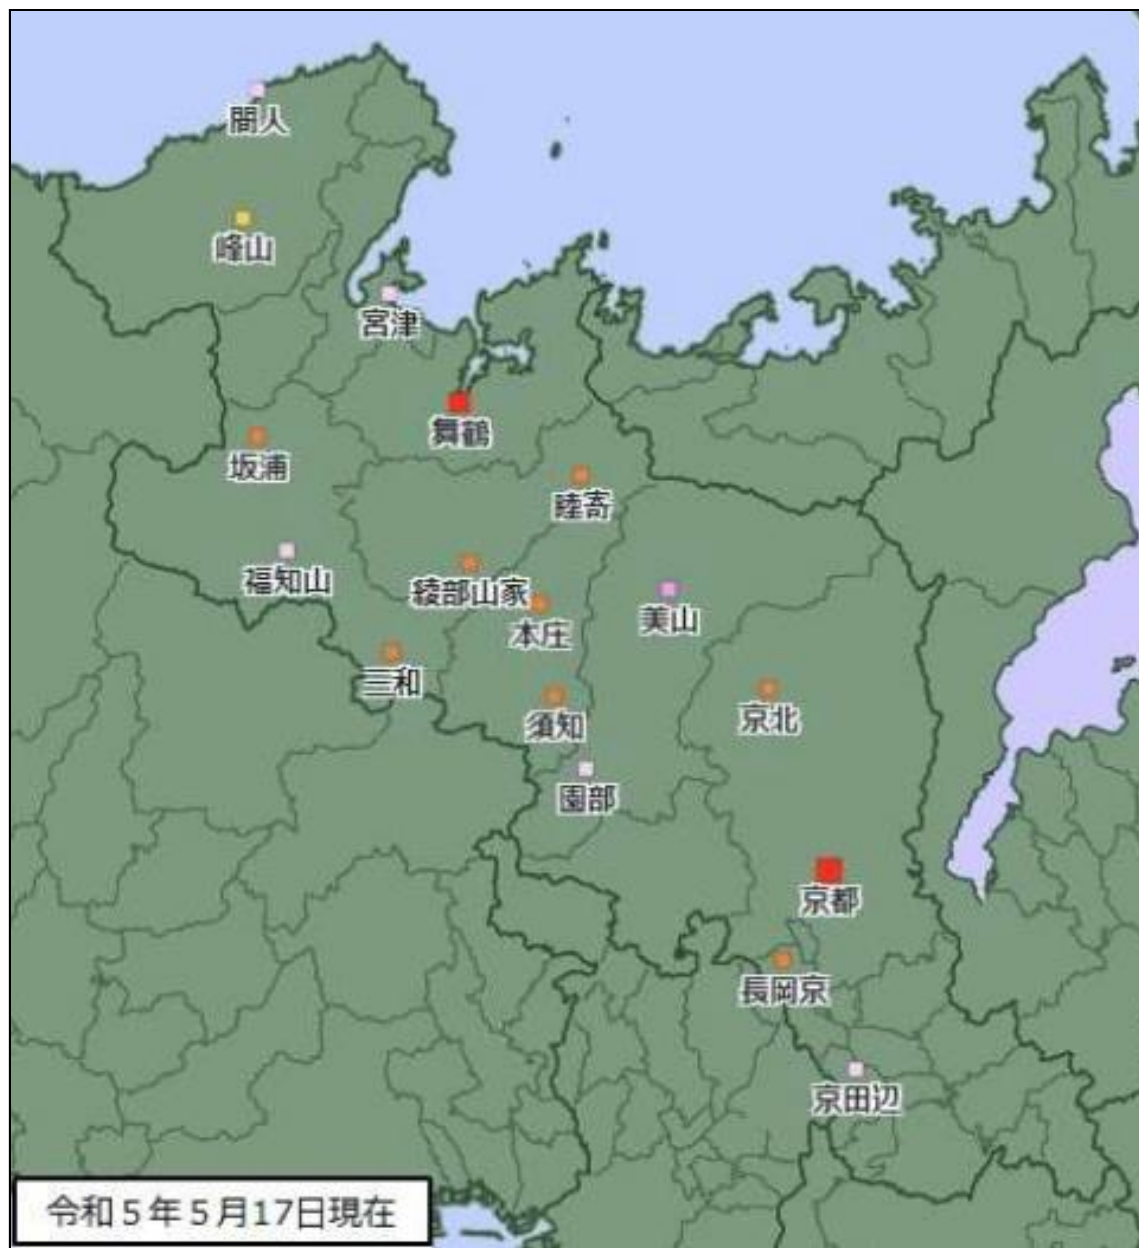 間人
峰山
宮津
舞鶴
坂浦
睦寄
福知山
綾部山家
美山
本庄
三和
京北
須知
園部
京都
長岡京
京田辺
令和５年５月17日現在